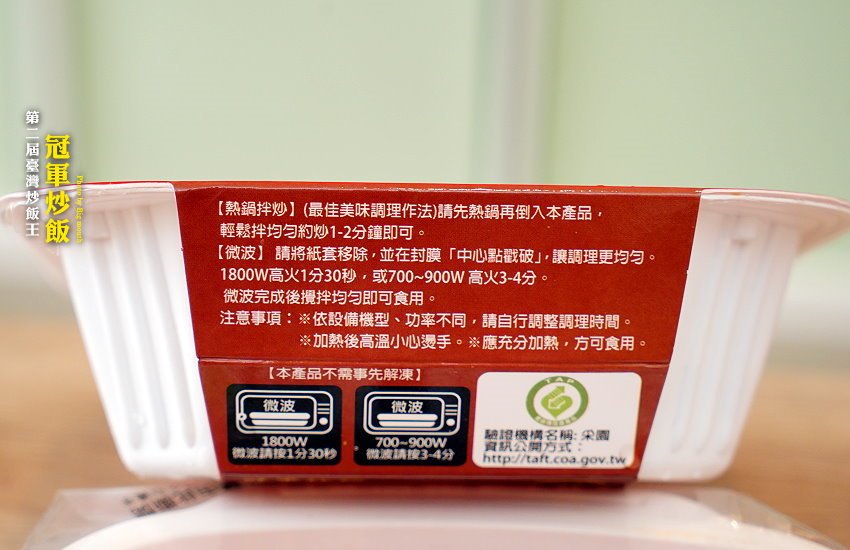 第二屆臺灣炒飯王
冠軍炒飯
Photo by Big mouth
【熱鍋拌炒】(最佳美味調理作法)請先熱鍋再倒入本產品，
輕鬆拌均勻約炒1-2分鐘即可。
【微波】 請將紙套移除，並在封膜「中心點戳破」，讓調理更均勻。
1800W高火1分30秒，或700~900W 高火3-4分。
微波完成後攪拌均勻即可食用。
注意事項：※依設備機型、功率不同，請自行調整調理時間。
※加熱後高溫小心燙手。※應充分加熱，方可食用。
【本產品不需事先解凍】
微波
1800W
微波請按1分30秒
微波
700~900W
微波請按3-4分
TAP
驗證機構名稱: 采園
資訊公開方式：
http://taft.coa.gov.tw